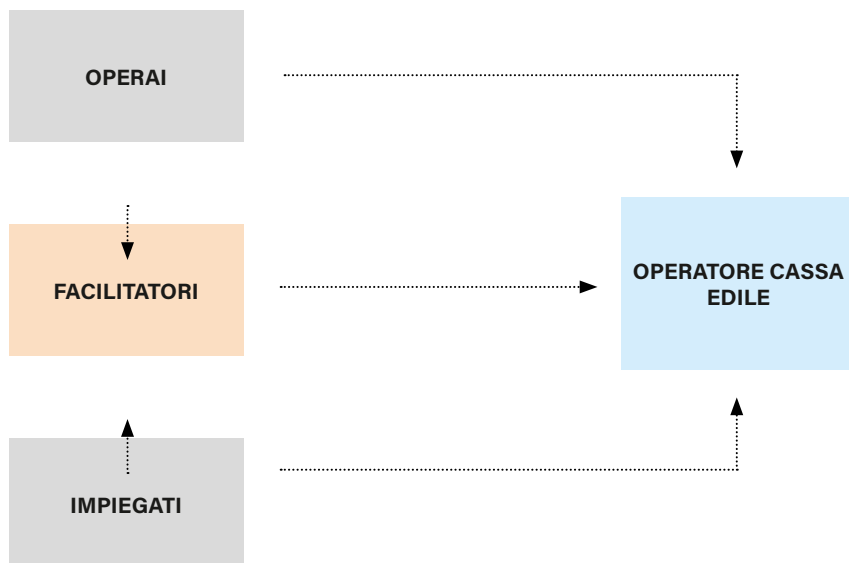 OPERAI
FACILITATORI
OPERATORE CASSA
EDILE
IMPIEGATI